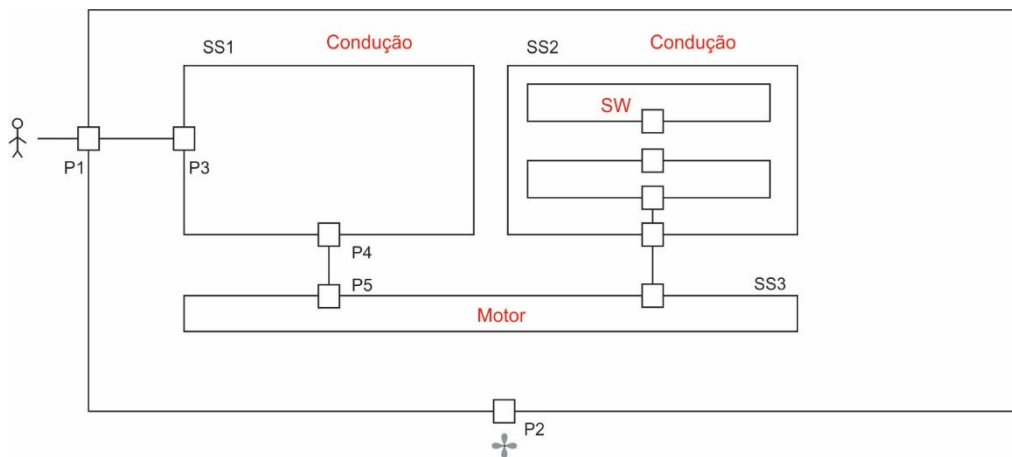 SS1
Condução
SS2
Condução
SW
P1
P3
P4
P5
SS3
Motor
P2